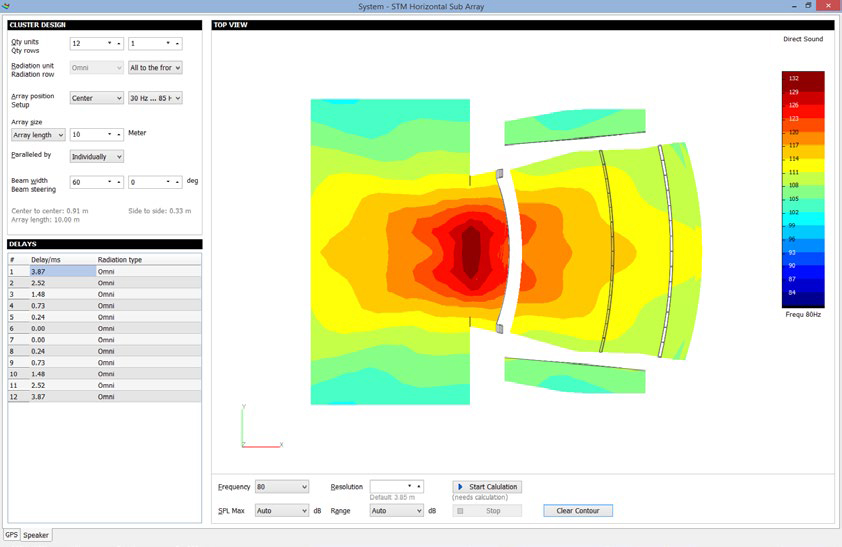 System - STM Horizontal Sub Array
CLUSTER DESIGN
Qty units 12 1
Qty rows
Radiation unit Omni All to the fror
Radiation row
Array position Center 30 Hz ... 85 H
Setup
Array size
Array length 10 Meter
Paralleled by Individually
Beam width 60 0 deg
Beam steering
Center to center: 0.91 m Side to side: 0.33 m
Array length: 10.00 m
DELAYS
# Delay/ms Radiation type
1 3.87 Omni
2 2.52 Omni
3 1.48 Omni
4 0.73 Omni
5 0.24 Omni
6 0.00 Omni
7 0.00 Omni
8 0.24 Omni
9 0.73 Omni
10 1.48 Omni
11 2.52 Omni
12 3.87 Omni
TOP VIEW
Direct Sound
132
129
126
123
120
117
114
111
108
105
102
99
96
93
90
87
84
Frequ 80Hz
Y
Z X
Frequency 80 Resolution Start Calulation
Default 3.85 m (needs calculation)
SPL Max Auto dB Range Auto dB Stop Clear Contour
GPS Speaker